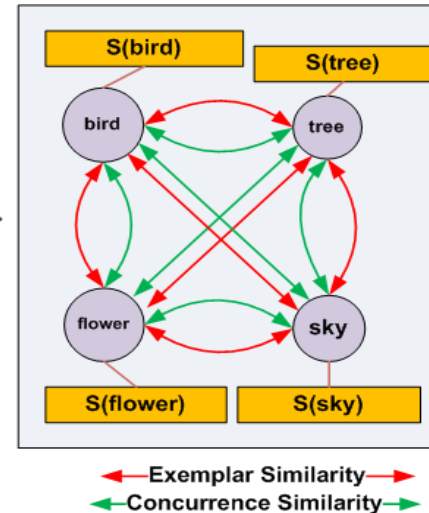 S(bird)
S(tree)
bird
tree
flower
sky
S(flower)
S(sky)
Exemplar Similarity
Concurrence Similarity